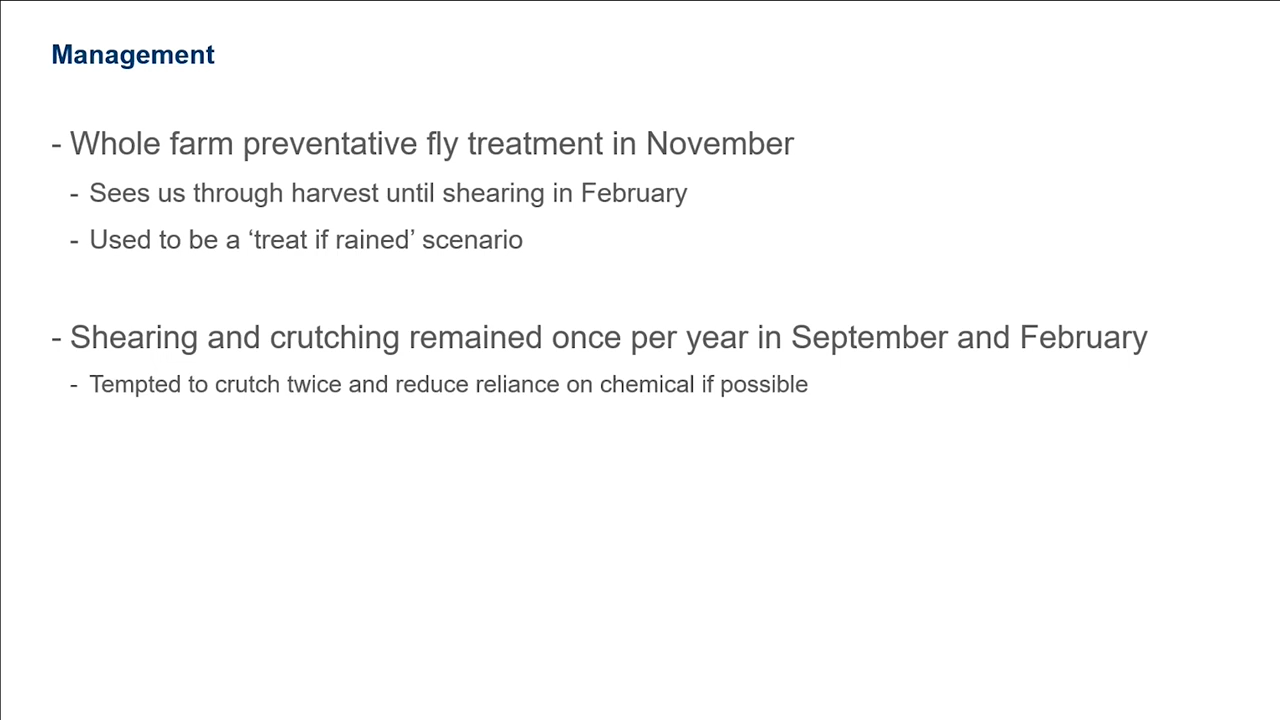 Management
- Whole farm preventative fly treatment in November
- Sees us through harvest until shearing in February
- Used to be a ‘treat if rained’ scenario
- Shearing and crutching remained once per year in September and February
- Tempted to crutch twice and reduce reliance on chemical if possible